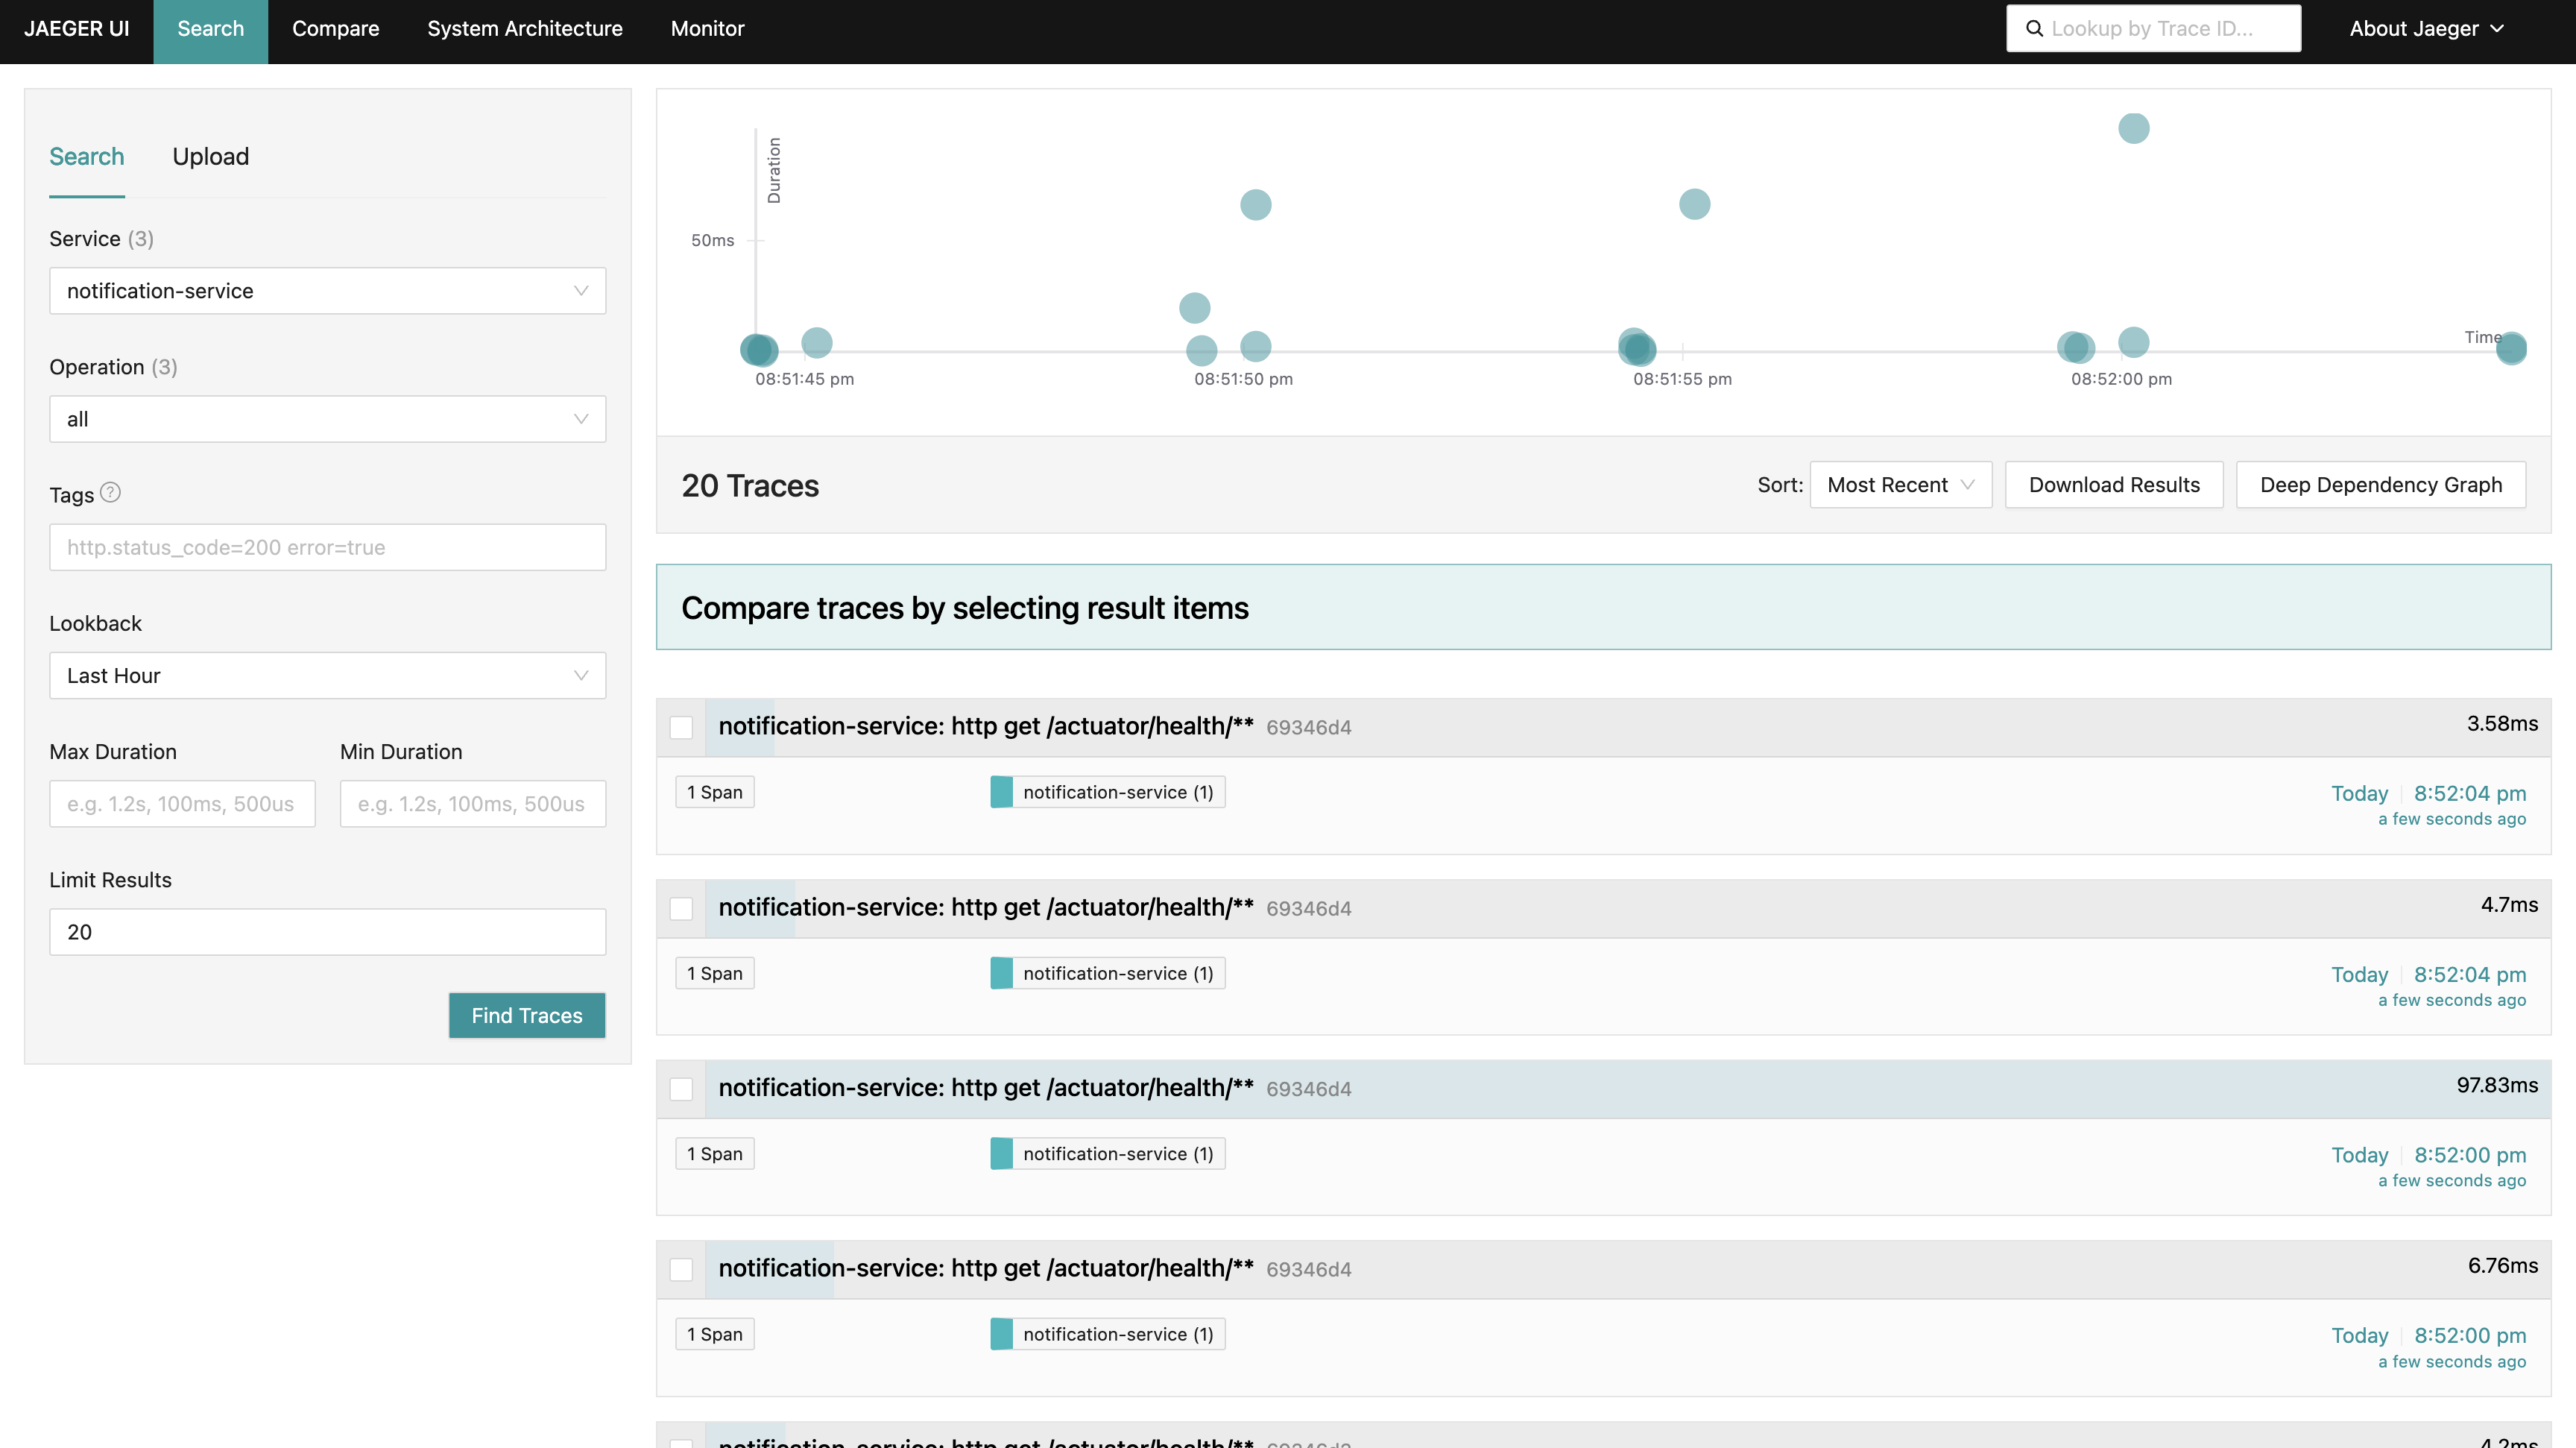 JAEGER UI
Search
Compare
System Architecture
Monitor
Lookup by Trace ID...
About Jaeger
Search
Upload
Service (3)
notification-service
Operation (3)
all
Tags
http.status_code=200 error=true
Lookback
Last Hour
Max Duration
Min Duration
e.g. 1.2s, 100ms, 500us
e.g. 1.2s, 100ms, 500us
Limit Results
20
Find Traces
Duration
50ms
Time
08:51:45 pm
08:51:50 pm
08:51:55 pm
08:52:00 pm
20 Traces
Sort:
Most Recent
Download Results
Deep Dependency Graph
Compare traces by selecting result items
notification-service: http get /actuator/health/** 69346d4
3.58ms
1 Span
notification-service (1)
Today
8:52:04 pm
a few seconds ago
notification-service: http get /actuator/health/** 69346d4
4.7ms
1 Span
notification-service (1)
Today
8:52:04 pm
a few seconds ago
notification-service: http get /actuator/health/** 69346d4
97.83ms
1 Span
notification-service (1)
Today
8:52:00 pm
a few seconds ago
notification-service: http get /actuator/health/** 69346d4
6.76ms
1 Span
notification-service (1)
Today
8:52:00 pm
a few seconds ago
notification-service: http get /actuator/health/**
4.2ms